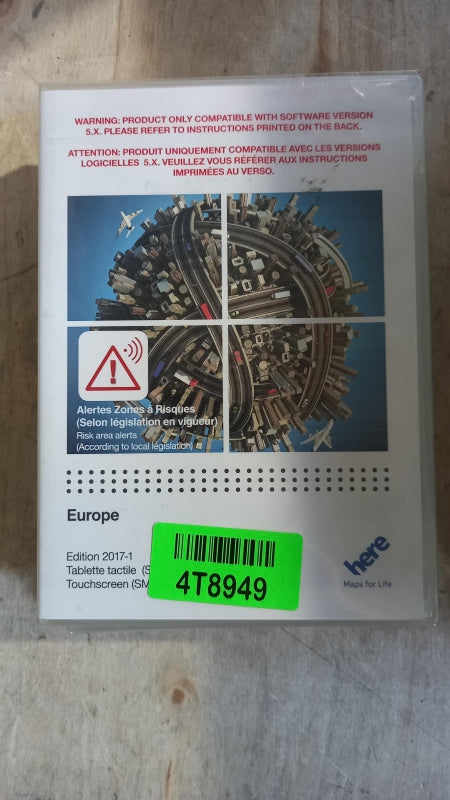 WARNING: PRODUCT ONLY COMPATIBLE WITH SOFTWARE VERSION
5.X. PLEASE REFER TO INSTRUCTIONS PRINTED ON THE BACK.
ATTENTION: PRODUIT UNIQUEMENT COMPATIBLE AVEC LES VERSIONS
LOGICIELLES 5.X. VEUILLEZ VOUS RÉFÉRER AUX INSTRUCTIONS
IMPRIMÉES AU VERSO.
Alertes Zones à Risques
(Selon législation en vigueur)
Risk area alerts
(According to local législation)
Europe
Edition 2017-1
Tablette tactile (S
Touchscreen (SM
4T8949
here
Maps for Life